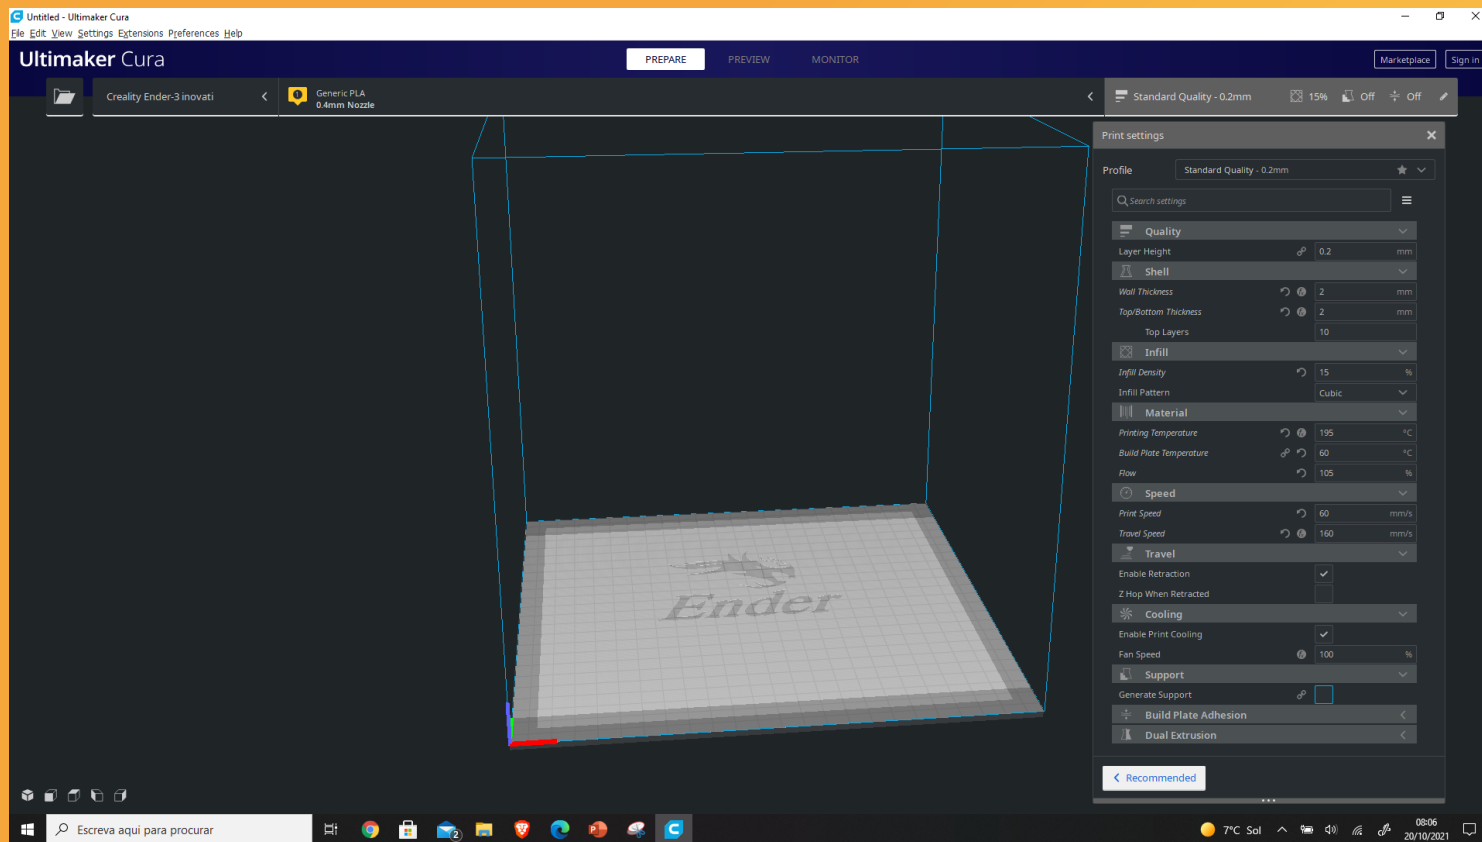 Untitled - Ultimaker Cura
File Edit View Settings Extensions Preferences Help
Ultimaker Cura
PREPARE PREVIEW MONITOR
Marketplace Sign in
Creality Ender-3 inovati
Generic PLA
0.4mm Nozzle
Standard Quality - 0.2mm 15% Off Off
Print settings
Profile Standard Quality - 0.2mm
Search settings
Quality
Layer Height 0.2 mm
Shell
Wall Thickness 2 mm
Top/Bottom Thickness 2 mm
Top Layers 10
Infill
Infill Density 15 %
Infill Pattern Cubic
Material
Printing Temperature 195 °C
Build Plate Temperature 60 °C
Flow 105 %
Speed
Print Speed 60 mm/s
Travel Speed 160 mm/s
Travel
Enable Retraction
Z Hop When Retracted
Cooling
Enable Print Cooling
Fan Speed 100 %
Support
Generate Support
Build Plate Adhesion
Dual Extrusion
Recommended
Ender
Escreva aqui para procurar
2
7°C Sol
08:06
20/10/2021